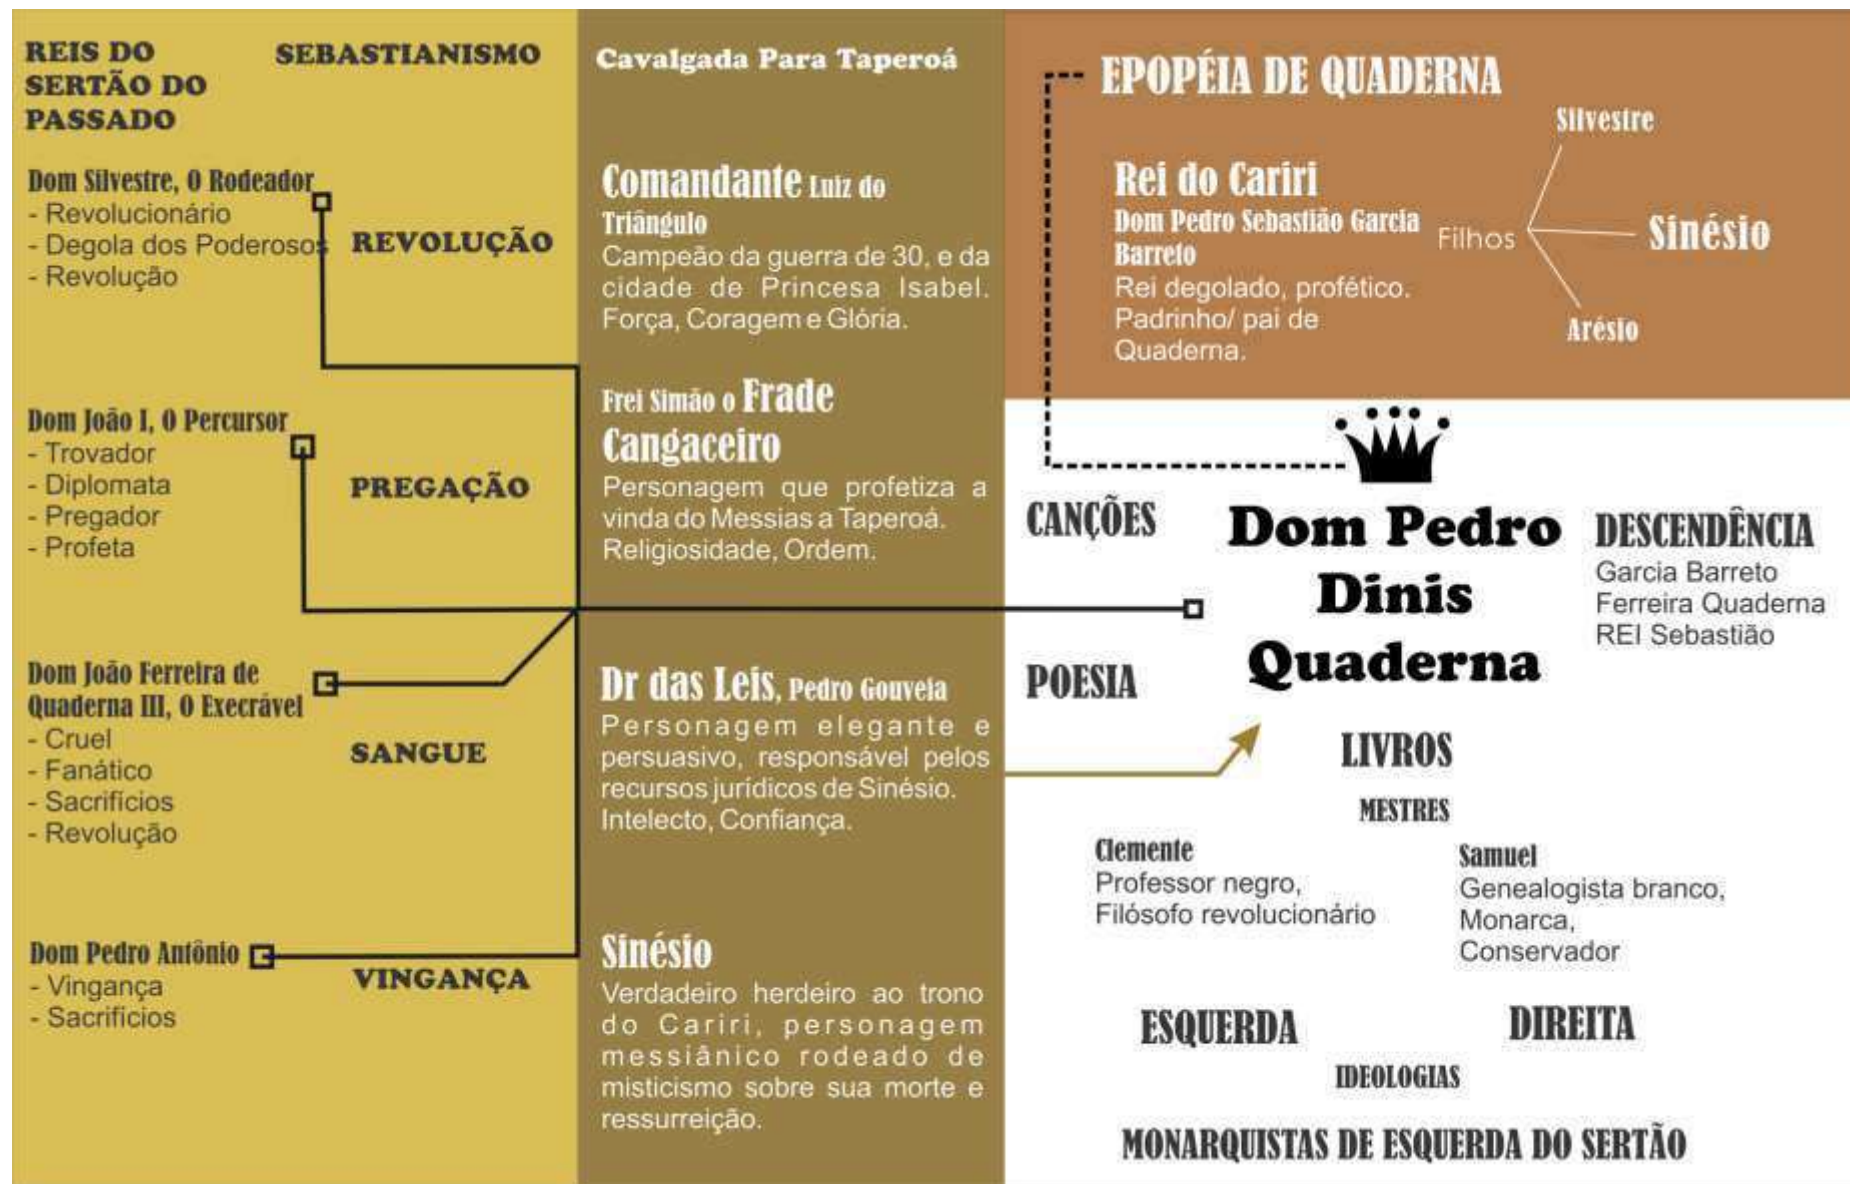 REIS DO
SERTÃO DO
PASSADO
SEBASTIANISMO
Dom Silvestre, O Rodeador
- Revolucionário
- Degola dos Poderosos
- Revolução
REVOLUÇÃO
Dom João I, O Percursor
- Trovador
- Diplomata
- Pregador
- Profeta
PREGAÇÃO
Dom João Ferreira de
Quaderna III, O Execrável
- Cruel
- Fanático
- Sacrifícios
- Revolução
SANGUE
Dom Pedro Antônio
- Vingança
- Sacrifícios
VINGANÇA
Cavalgada Para Taperoá
Comandante Luiz do
Triângulo
Campeão da guerra de 30, e da
cidade de Princesa Isabel.
Força, Coragem e Glória.
Frei Simão o Frade
Cangaceiro
Personagem que profetiza a
vinda do Messias a Taperoá.
Religiosidade, Ordem.
Dr das Leis, Pedro Gouveia
Personagem elegante e
persuasivo, responsável pelos
recursos jurídicos de Sinésio.
Intelecto, Confiança.
Sinésio
Verdadeiro herdeiro ao trono
do Cariri, personagem
messiânico rodeado de
misticismo sobre sua morte e
ressurreição.
EPOPÉIA DE QUADERNA
Rei do Cariri
Dom Pedro Sebastião Garcia
Barreto
Rei degolado, profético.
Padrinho/ pai de
Quaderna.
Filhos
Silvestre
Sinésio
Arésio
CANÇÕES
POESIA
Dom Pedro
Dinis
Quaderna
DESCENDÊNCIA
Garcia Barreto
Ferreira Quaderna
REI Sebastião
LIVROS
MESTRES
Clemente
Professor negro,
Filósofo revolucionário
Samuel
Genealogista branco,
Monarca,
Conservador
ESQUERDA
DIREITA
IDEOLOGIAS
MONARQUISTAS DE ESQUERDA DO SERTÃO